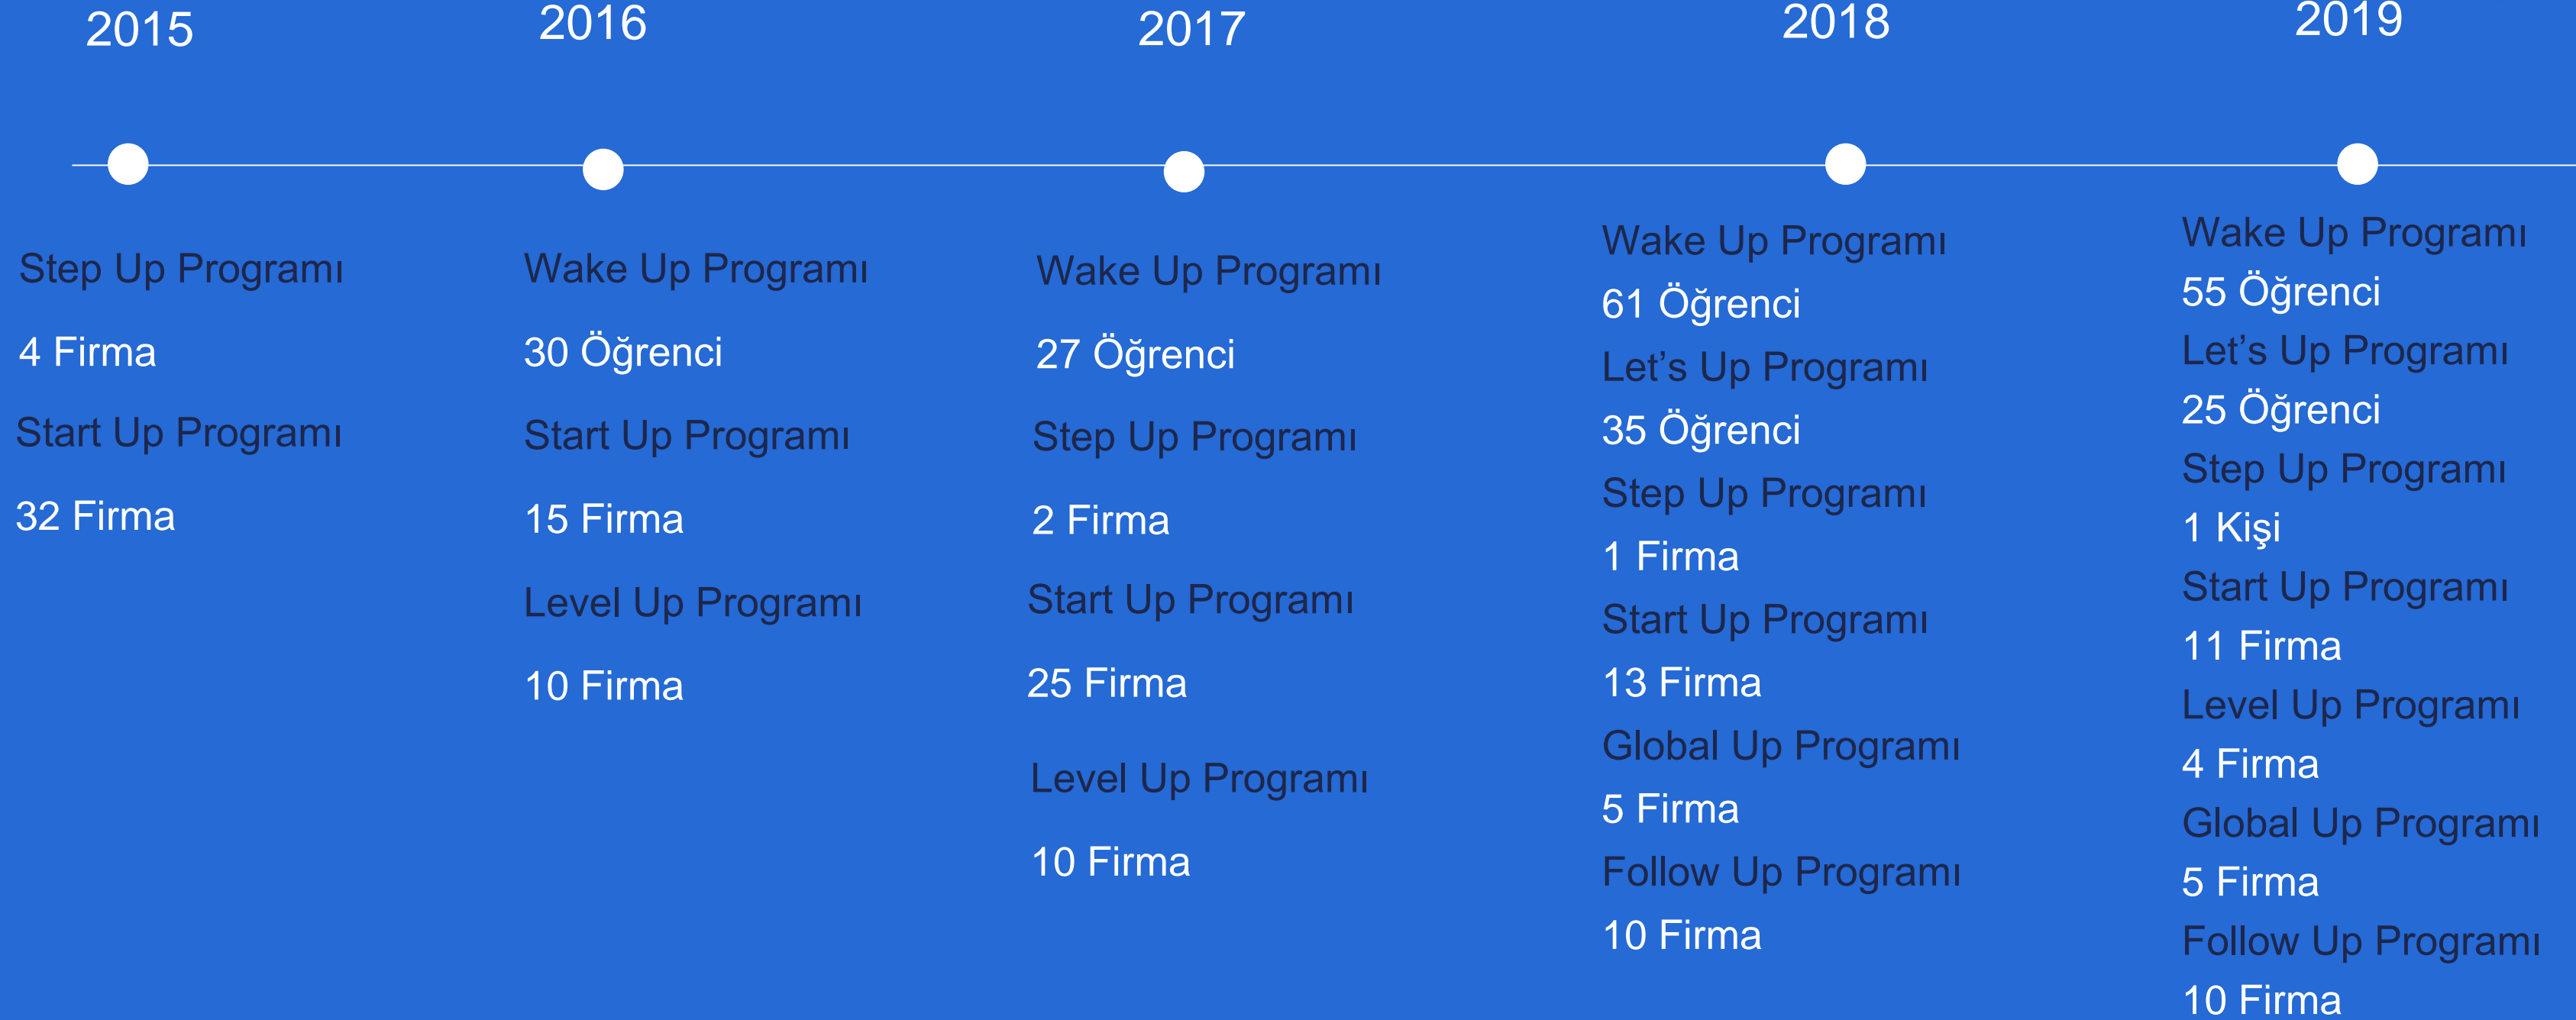 2015
Step Up Programı
4 Firma
Start Up Programı
32 Firma
2016
Wake Up Programı
30 Öğrenci
Start Up Programı
15 Firma
Level Up Programı
10 Firma
2017
Wake Up Programı
27 Öğrenci
Step Up Programı
2 Firma
Start Up Programı
25 Firma
Level Up Programı
10 Firma
2018
Wake Up Programı
61 Öğrenci
Let’s Up Programı
35 Öğrenci
Step Up Programı
1 Firma
Start Up Programı
13 Firma
Global Up Programı
5 Firma
Follow Up Programı
10 Firma
2019
Wake Up Programı
55 Öğrenci
Let’s Up Programı
25 Öğrenci
Step Up Programı
1 Kişi
Start Up Programı
11 Firma
Level Up Programı
4 Firma
Global Up Programı
5 Firma
Follow Up Programı
10 Firma